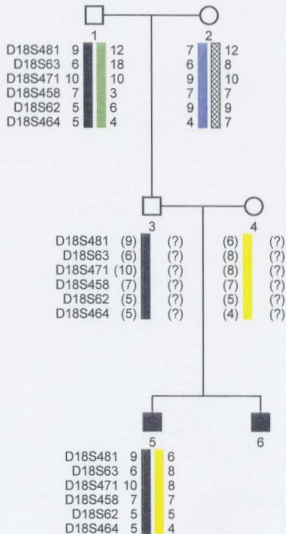 1 2
D18S481 9 12 7 12
D18S63 6 18 6 8
D18S471 10 10 9 10
D18S458 7 3 7 7
D18S62 5 6 9 9
D18S464 5 4 4 7
3 4
D18S481 (9) (?) (6) (?)
D18S63 (6) (?) (8) (?)
D18S471 (10) (?) (8) (?)
D18S458 (7) (?) (7) (?)
D18S62 (5) (?) (5) (?)
D18S464 (5) (?) (4) (?)
5 6
D18S481 9 6
D18S63 6 8
D18S471 10 8
D18S458 7 7
D18S62 5 5
D18S464 5 4